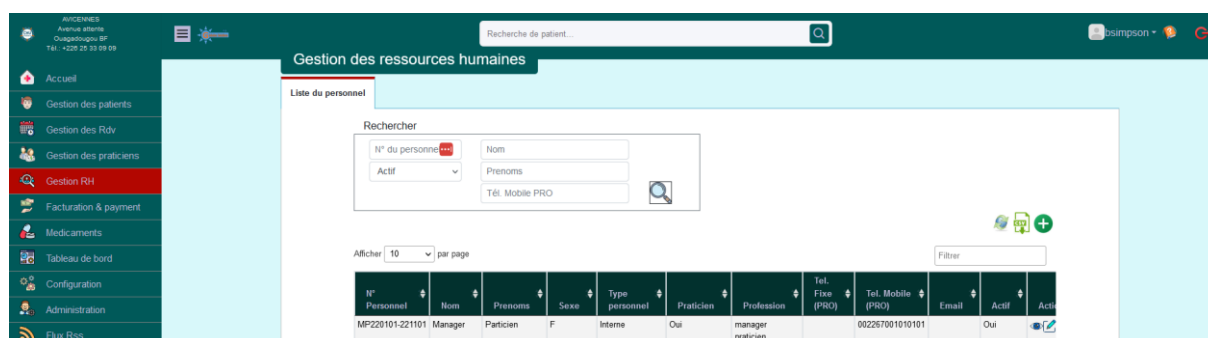 AVICENNES
Avenue attente
Ouagadougou BF
Tél.: +226 25 33 09 09
Recherche de patient...
bsimpson
Accueil
Gestion des patients
Gestion des Rdv
Gestion des praticiens
Gestion RH
Facturation & payment
Medicaments
Tableau de bord
Configuration
Administration
Flux Rss
Gestion des ressources humaines
Liste du personnel
Rechercher
N° du personne
Nom
Actif
Prenoms
Tél. Mobile PRO
CSV
Afficher 10 par page
Filtrer
N° Personnel Nom Prenoms Sexe Type personnel Praticien Profession Tel. Fixe (PRO) Tel. Mobile (PRO) Email Actif Actio
MP220101-221101 Manager Particien F Interne Oui manager praticien 002267001010101 Oui